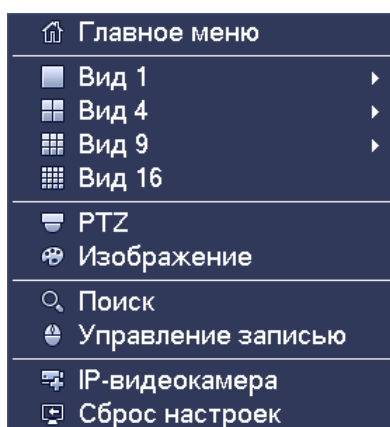 Главное меню
Вид 1
Вид 4
Вид 9
Вид 16
PTZ
Изображение
Поиск
Управление записью
IP-видеокамера
Сброс настроек